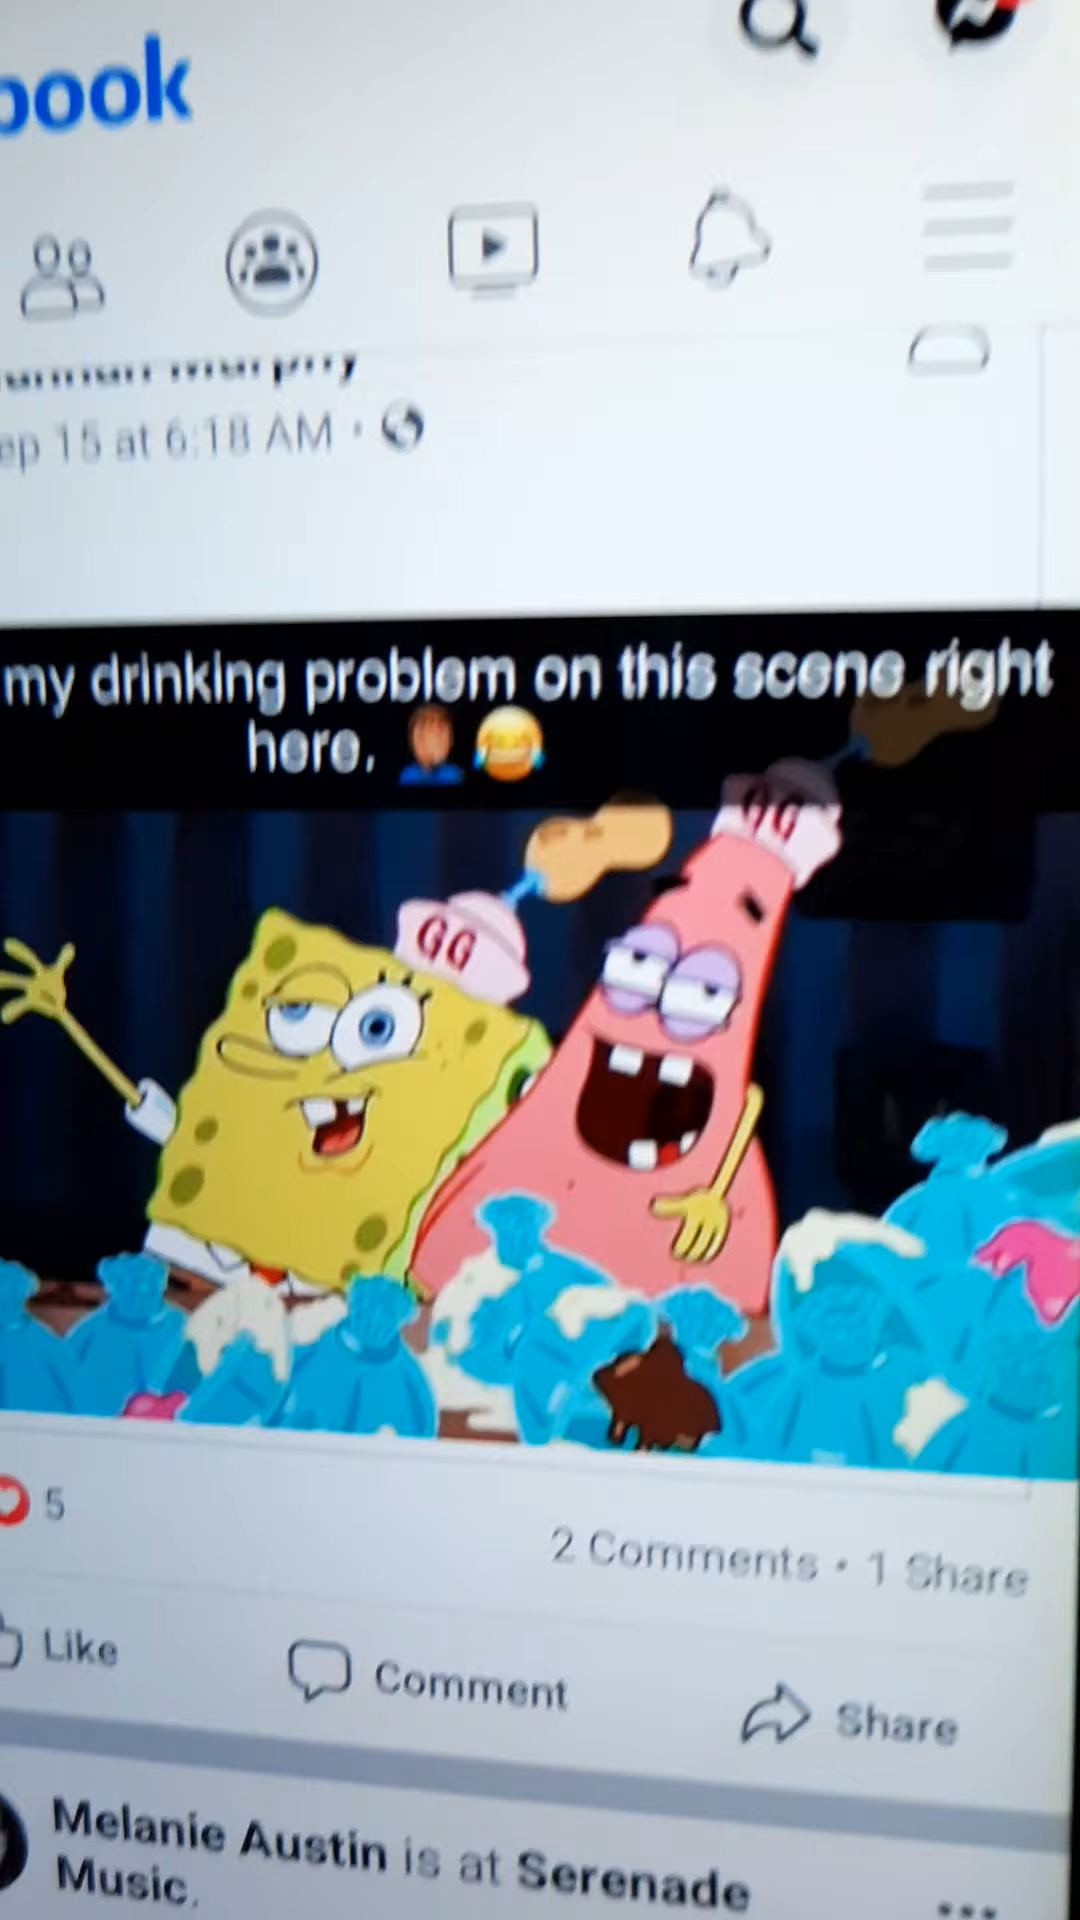 book
ep 15 at 6:18 AM
my drinking problem on this scene right
here.
GG
GG
5
2 Comments • 1 Share
Like
Comment
Share
Melanie Austin is at Serenade
Music.